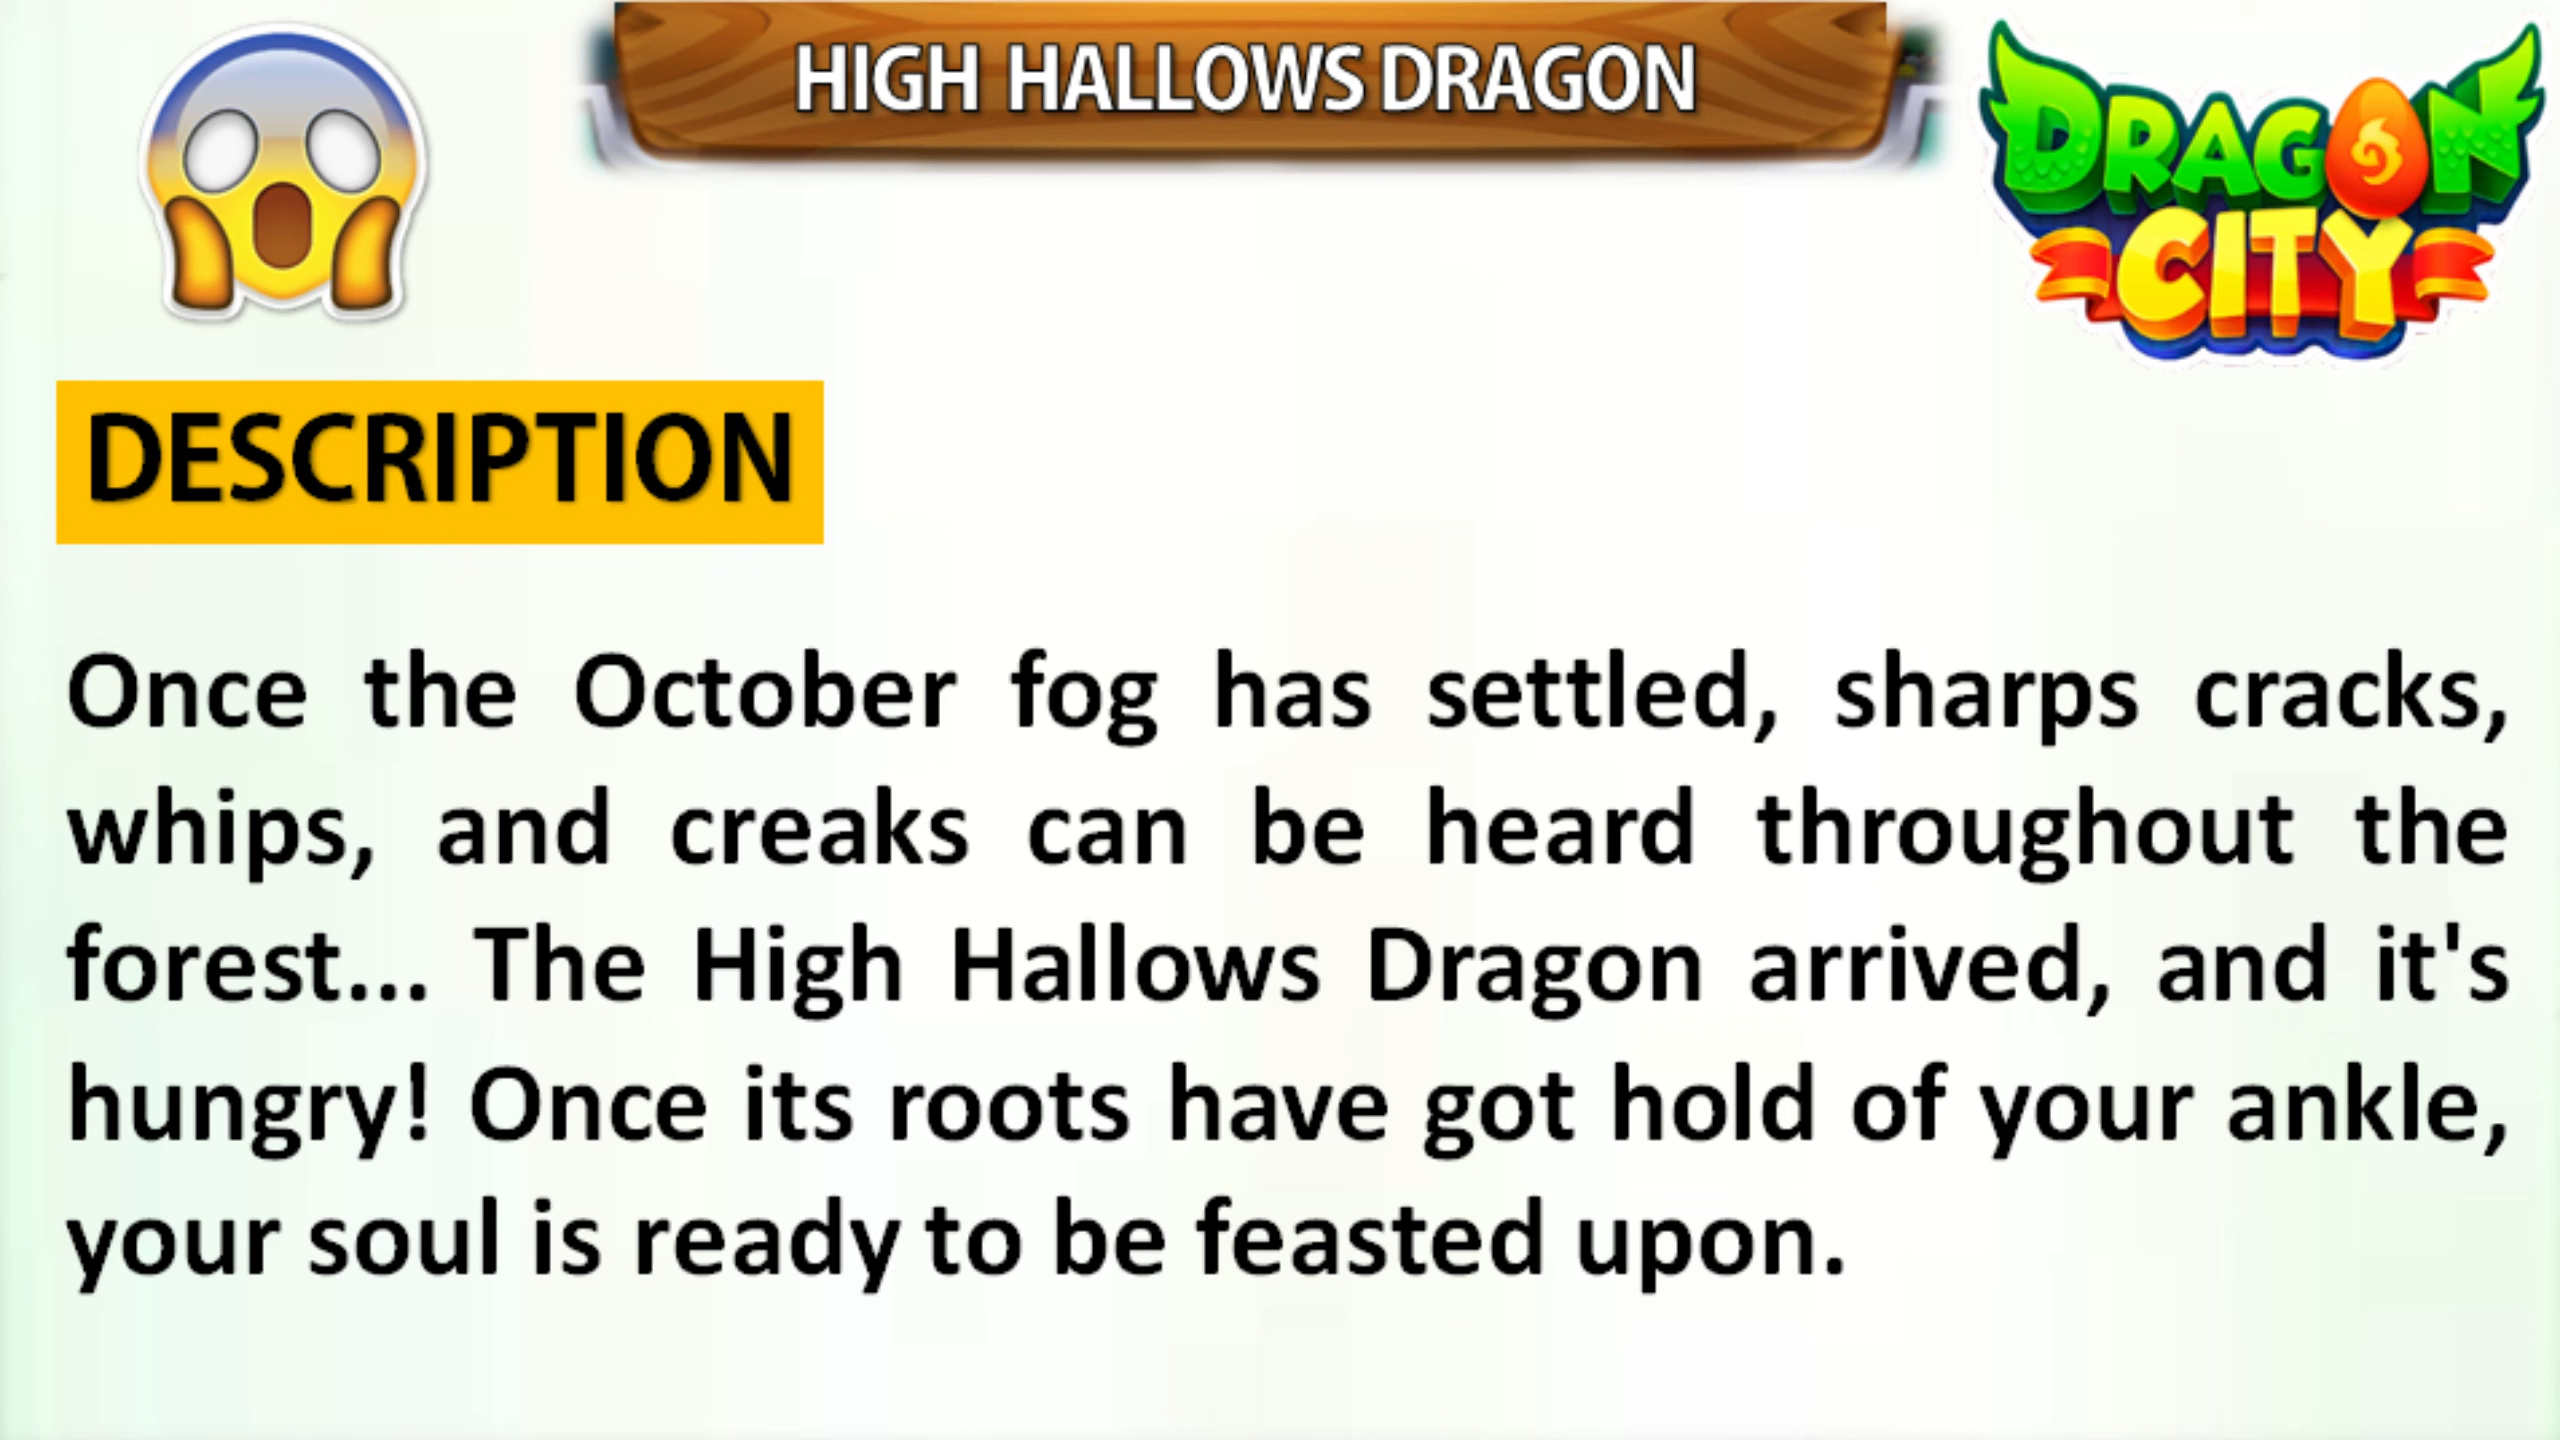 HIGH HALLOWS DRAGON
DRAGON
CITY
DESCRIPTION
Once the October fog has settled, sharps cracks,
whips, and creaks can be heard throughout the
forest... The High Hallows Dragon arrived, and it's
hungry! Once its roots have got hold of your ankle,
your soul is ready to be feasted upon.